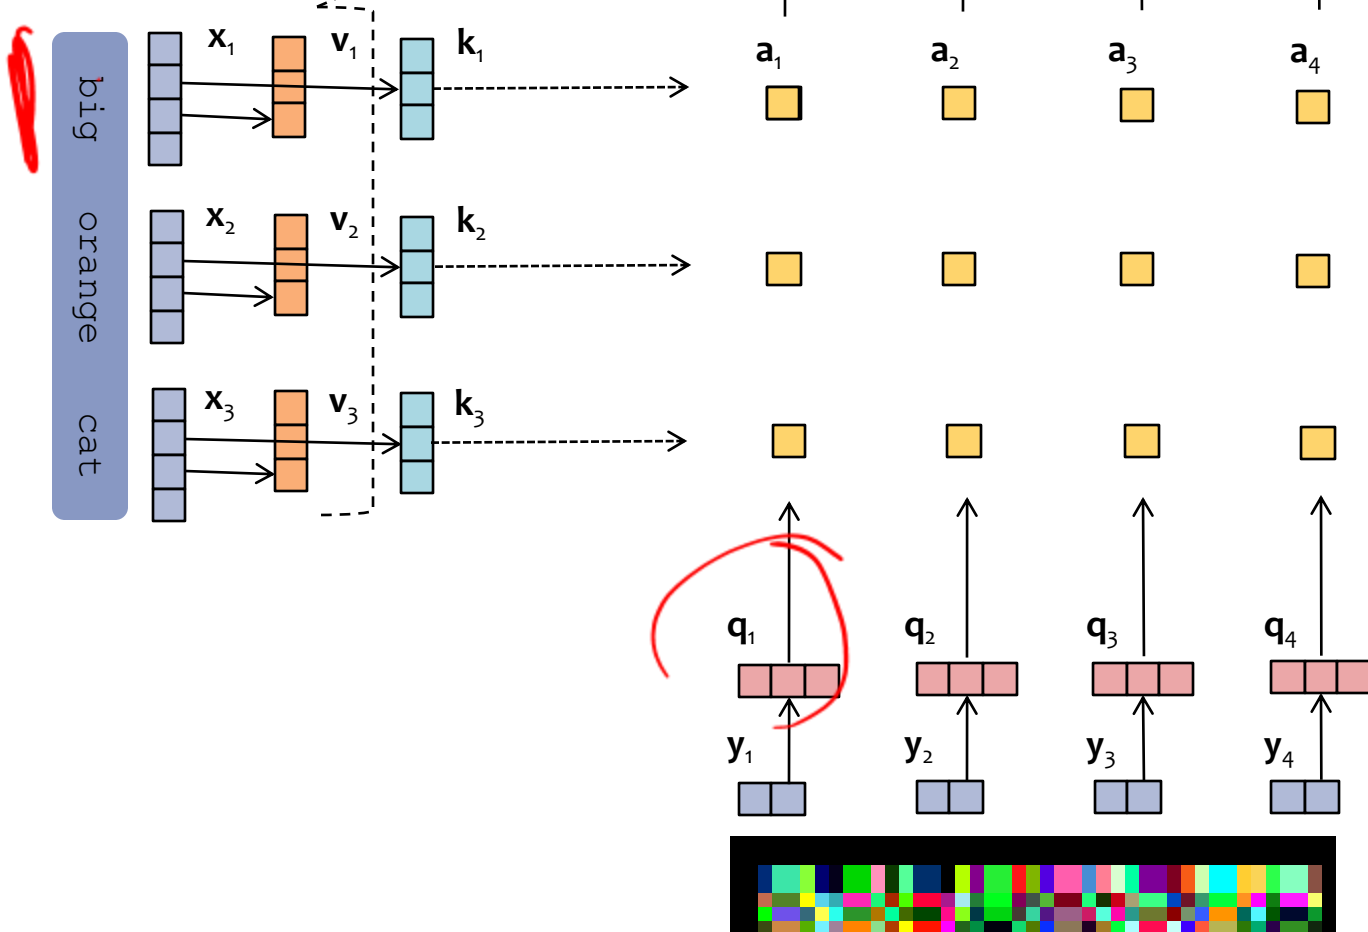 x1 v1 k1 a1 a2 a3 a4
big
x2 v2 k2
orange
x3 v3 k3
cat
q1 q2 q3 q4
y1 y2 y3 y4